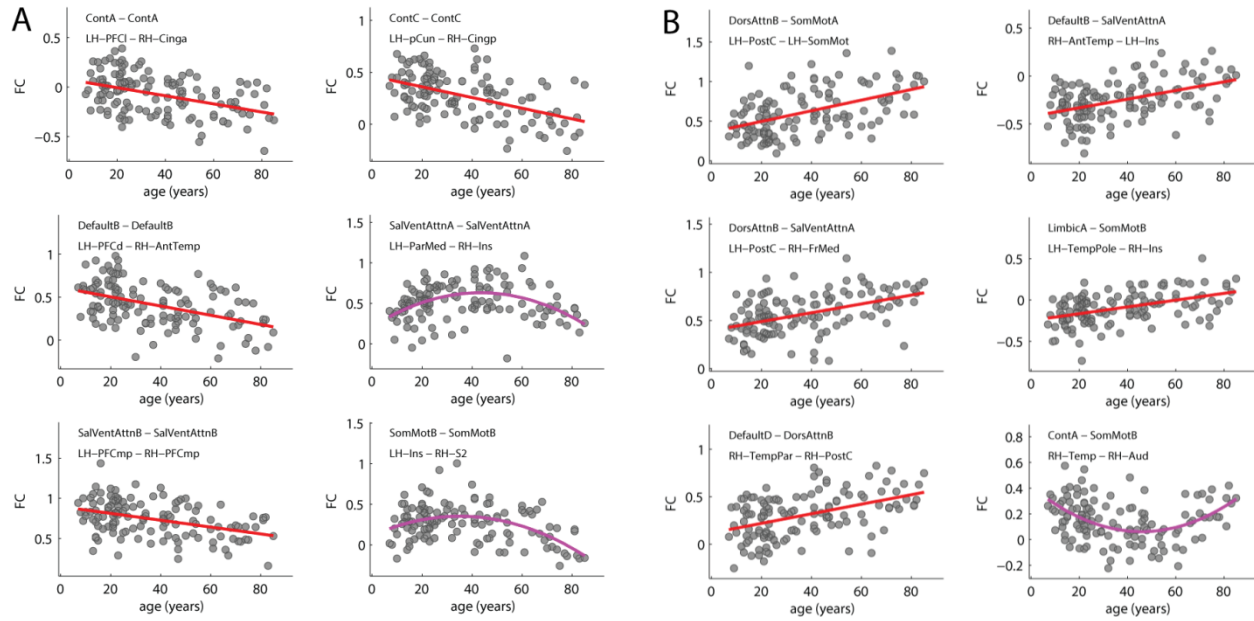 A
ContA – ContA
LH–PFCl – RH–Cinga
FC
0.5
0
−0.5
0 20 40 60 80
age (years)
ContC – ContC
LH–pCun – RH–Cingp
FC
1
0.5
0
0 20 40 60 80
age (years)
DefaultB – DefaultB
LH–PFCd – RH–AntTemp
FC
1
0.5
0
0 20 40 60 80
age (years)
SalVentAttnA – SalVentAttnA
LH–ParMed – RH–Ins
FC
1.5
1
0.5
0
0 20 40 60 80
age (years)
SalVentAttnB – SalVentAttnB
LH–PFCmp – RH–PFCmp
FC
1.5
1
0.5
0 20 40 60 80
age (years)
SomMotB – SomMotB
LH–Ins – RH–S2
FC
1
0.5
0
0 20 40 60 80
age (years)
B
DorsAttnB – SomMotA
LH–PostC – LH–SomMot
FC
1.5
1
0.5
0
0 20 40 60 80
age (years)
DefaultB – SalVentAttnA
RH–AntTemp – LH–Ins
FC
0.5
0
−0.5
0 20 40 60 80
age (years)
DorsAttnB – SalVentAttnA
LH–PostC – RH–FrMed
FC
1
0.5
0
0 20 40 60 80
age (years)
LimbicA – SomMotB
LH–TempPole – RH–Ins
FC
0.5
0
−0.5
0 20 40 60 80
age (years)
DefaultD – DorsAttnB
RH–TempPar – RH–PostC
FC
1
0.5
0
0 20 40 60 80
age (years)
ContA – SomMotB
RH–Temp – RH–Aud
FC
0.8
0.6
0.4
0.2
0
−0.2
0 20 40 60 80
age (years)